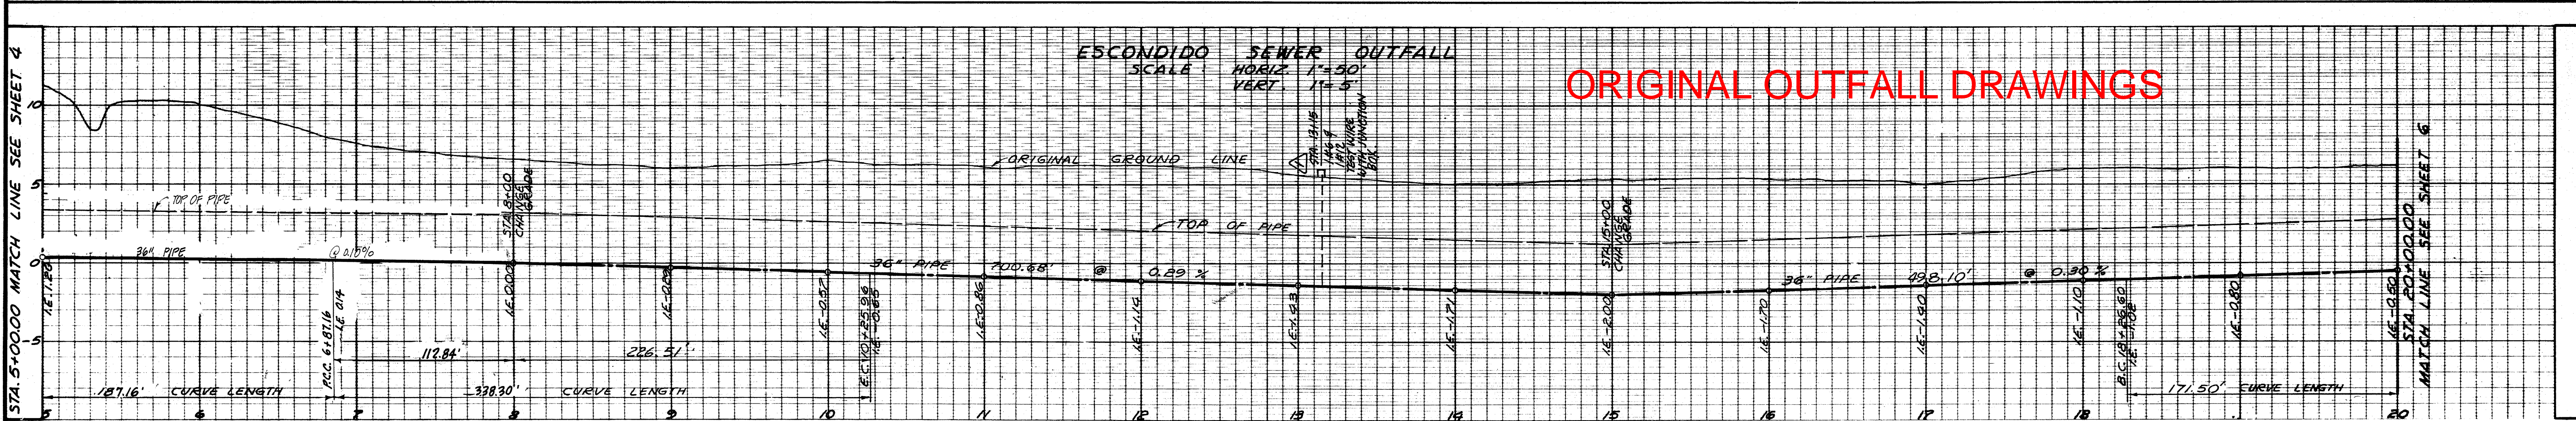 ESCONDIDO SEWER OUTFALL
SCALE HORIZ. 1"=50'
VERT. 1"=5'
ORIGINAL OUTFALL DRAWINGS
STA. 5+00.00 MATCH LINE SEE SHEET 4
10
5
0
-5
TOP OF PIPE
36" PIPE
@ 0.15%
I.E. 1.28
P.C.C. 6+87.16
I.E. 0.14
STA. 8+00
CHANGE
GRADE
I.E. 0.00
ORIGINAL GROUND LINE
STA. 13+15
TEST WIRE
WITH JUNCTION
BOX
TOP OF PIPE
36" PIPE 700.68' @ 0.29 %
I.E.-0.57
E.C. 10+25.96
I.E. -0.65
I.E.-0.86
I.E.-1.14
I.E.-1.43
I.E.-1.71
STA. 15+00
CHANGE
GRADE
I.E.-2.00
36" PIPE 498.10' @ 0.30 %
I.E.-1.70
I.E.-1.40
I.E.-1.10
B.C. 18+26.60
I.E. -1.02
I.E.-0.80
I.E.-0.50
STA. 20+00.00
MATCH LINE SEE SHEET 6
112.84'
226.51'
187.16' CURVE LENGTH
338.30' CURVE LENGTH
171.50' CURVE LENGTH
5 6 7 8 9 10 11 12 13 14 15 16 17 18 20